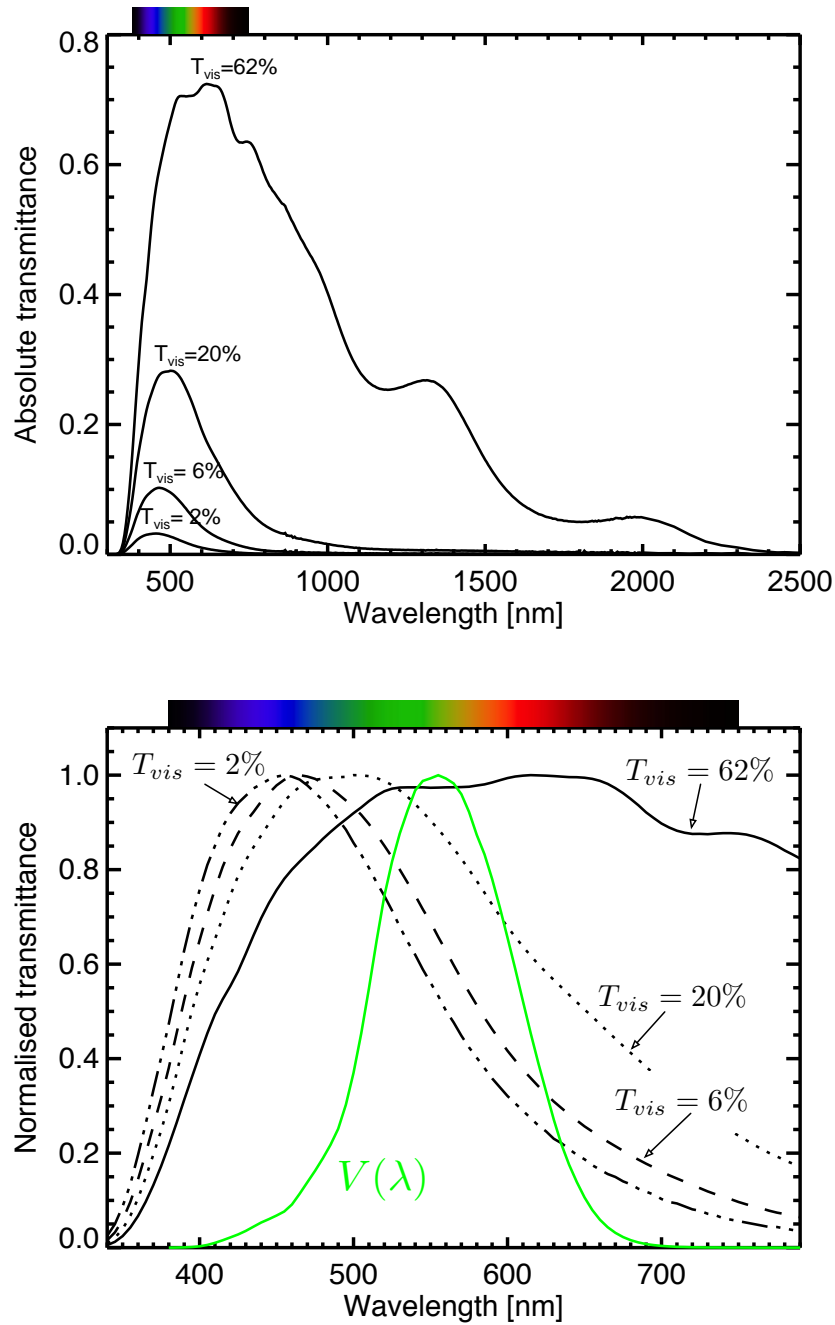 0.8
0.6
0.4
0.2
0.0
Absolute transmittance
T_vis=62%
T_vis=20%
T_vis= 6%
T_vis= 2%
500 1000 1500 2000 2500
Wavelength [nm]
1.0
0.8
0.6
0.4
0.2
0.0
Normalised transmittance
T_vis = 2%
T_vis = 62%
T_vis = 20%
T_vis = 6%
V(λ)
400 500 600 700
Wavelength [nm]